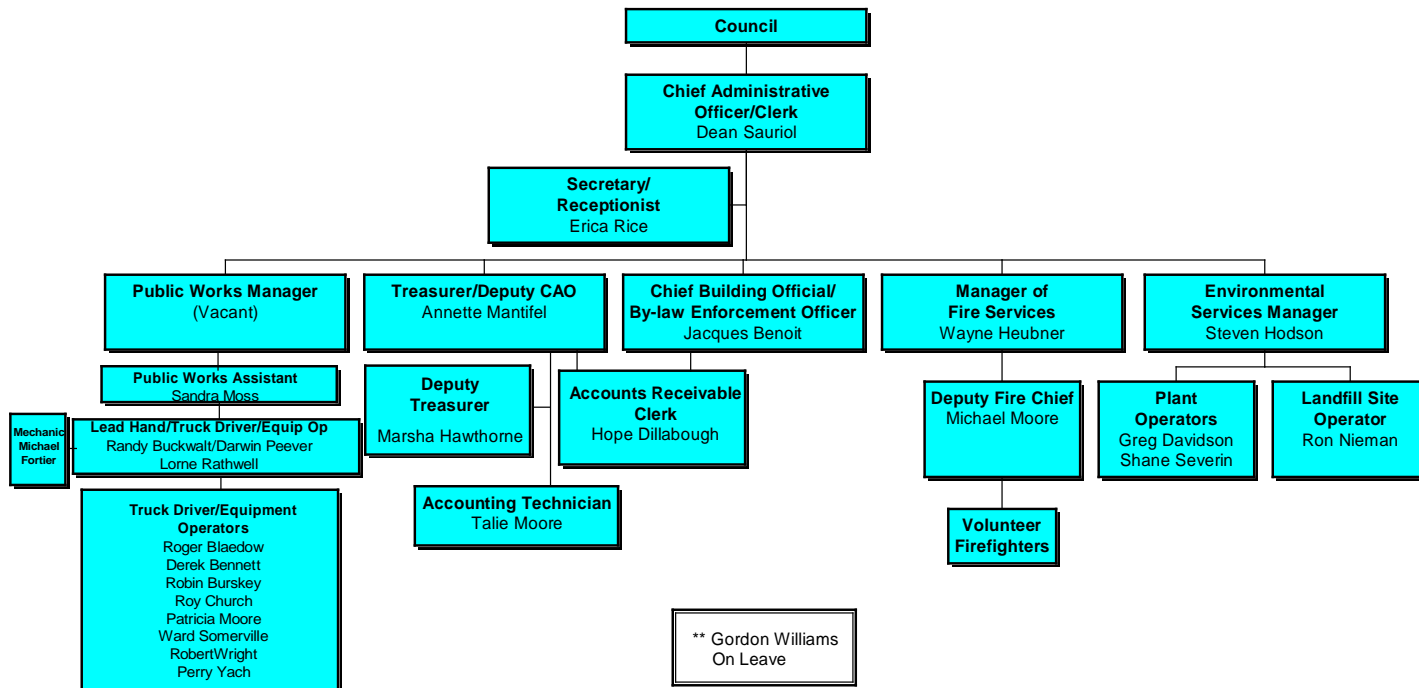 Council
Chief Administrative
Officer/Clerk
Dean Sauriol
Secretary/
Receptionist
Erica Rice
Public Works Manager
(Vacant)
Treasurer/Deputy CAO
Annette Mantifel
Chief Building Official/
By-law Enforcement Officer
Jacques Benoit
Manager of
Fire Services
Wayne Heubner
Environmental
Services Manager
Steven Hodson
Public Works Assistant
Sandra Moss
Mechanic
Michael
Fortier
Lead Hand/Truck Driver/Equip Op
Randy Buckwalt/Darwin Peever
Lorne Rathwell
Truck Driver/Equipment
Operators
Roger Blaedow
Derek Bennett
Robin Burskey
Roy Church
Patricia Moore
Ward Somerville
RobertWright
Perry Yach
Deputy
Treasurer
Marsha Hawthorne
Accounts Receivable
Clerk
Hope Dillabough
Accounting Technician
Talie Moore
Deputy Fire Chief
Michael Moore
Volunteer
Firefighters
Plant
Operators
Greg Davidson
Shane Severin
Landfill Site
Operator
Ron Nieman
** Gordon Williams
On Leave